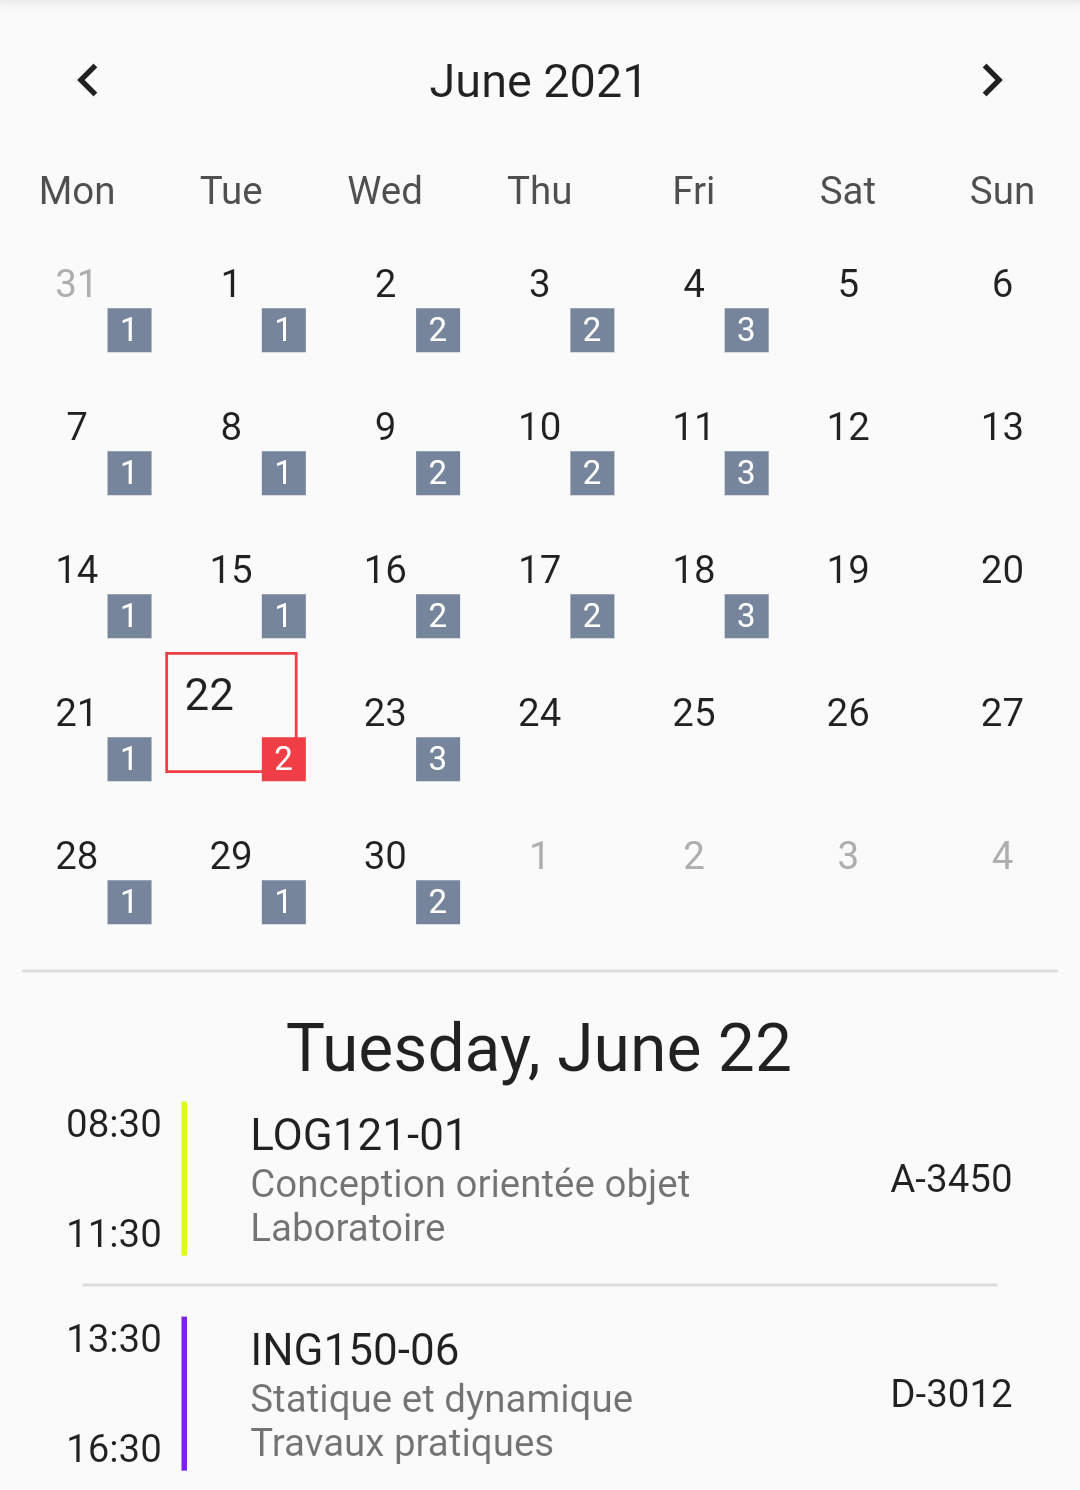 June 2021
Mon Tue Wed Thu Fri Sat Sun
31 1 2 3 4 5 6
1 1 2 2 3
7 8 9 10 11 12 13
1 1 2 2 3
14 15 16 17 18 19 20
1 1 2 2 3
21 22 23 24 25 26 27
1 2 3
28 29 30 1 2 3 4
1 1 2
Tuesday, June 22
08:30
LOG121-01
Conception orientée objet
A-3450
11:30
Laboratoire
13:30
ING150-06
Statique et dynamique
D-3012
16:30
Travaux pratiques